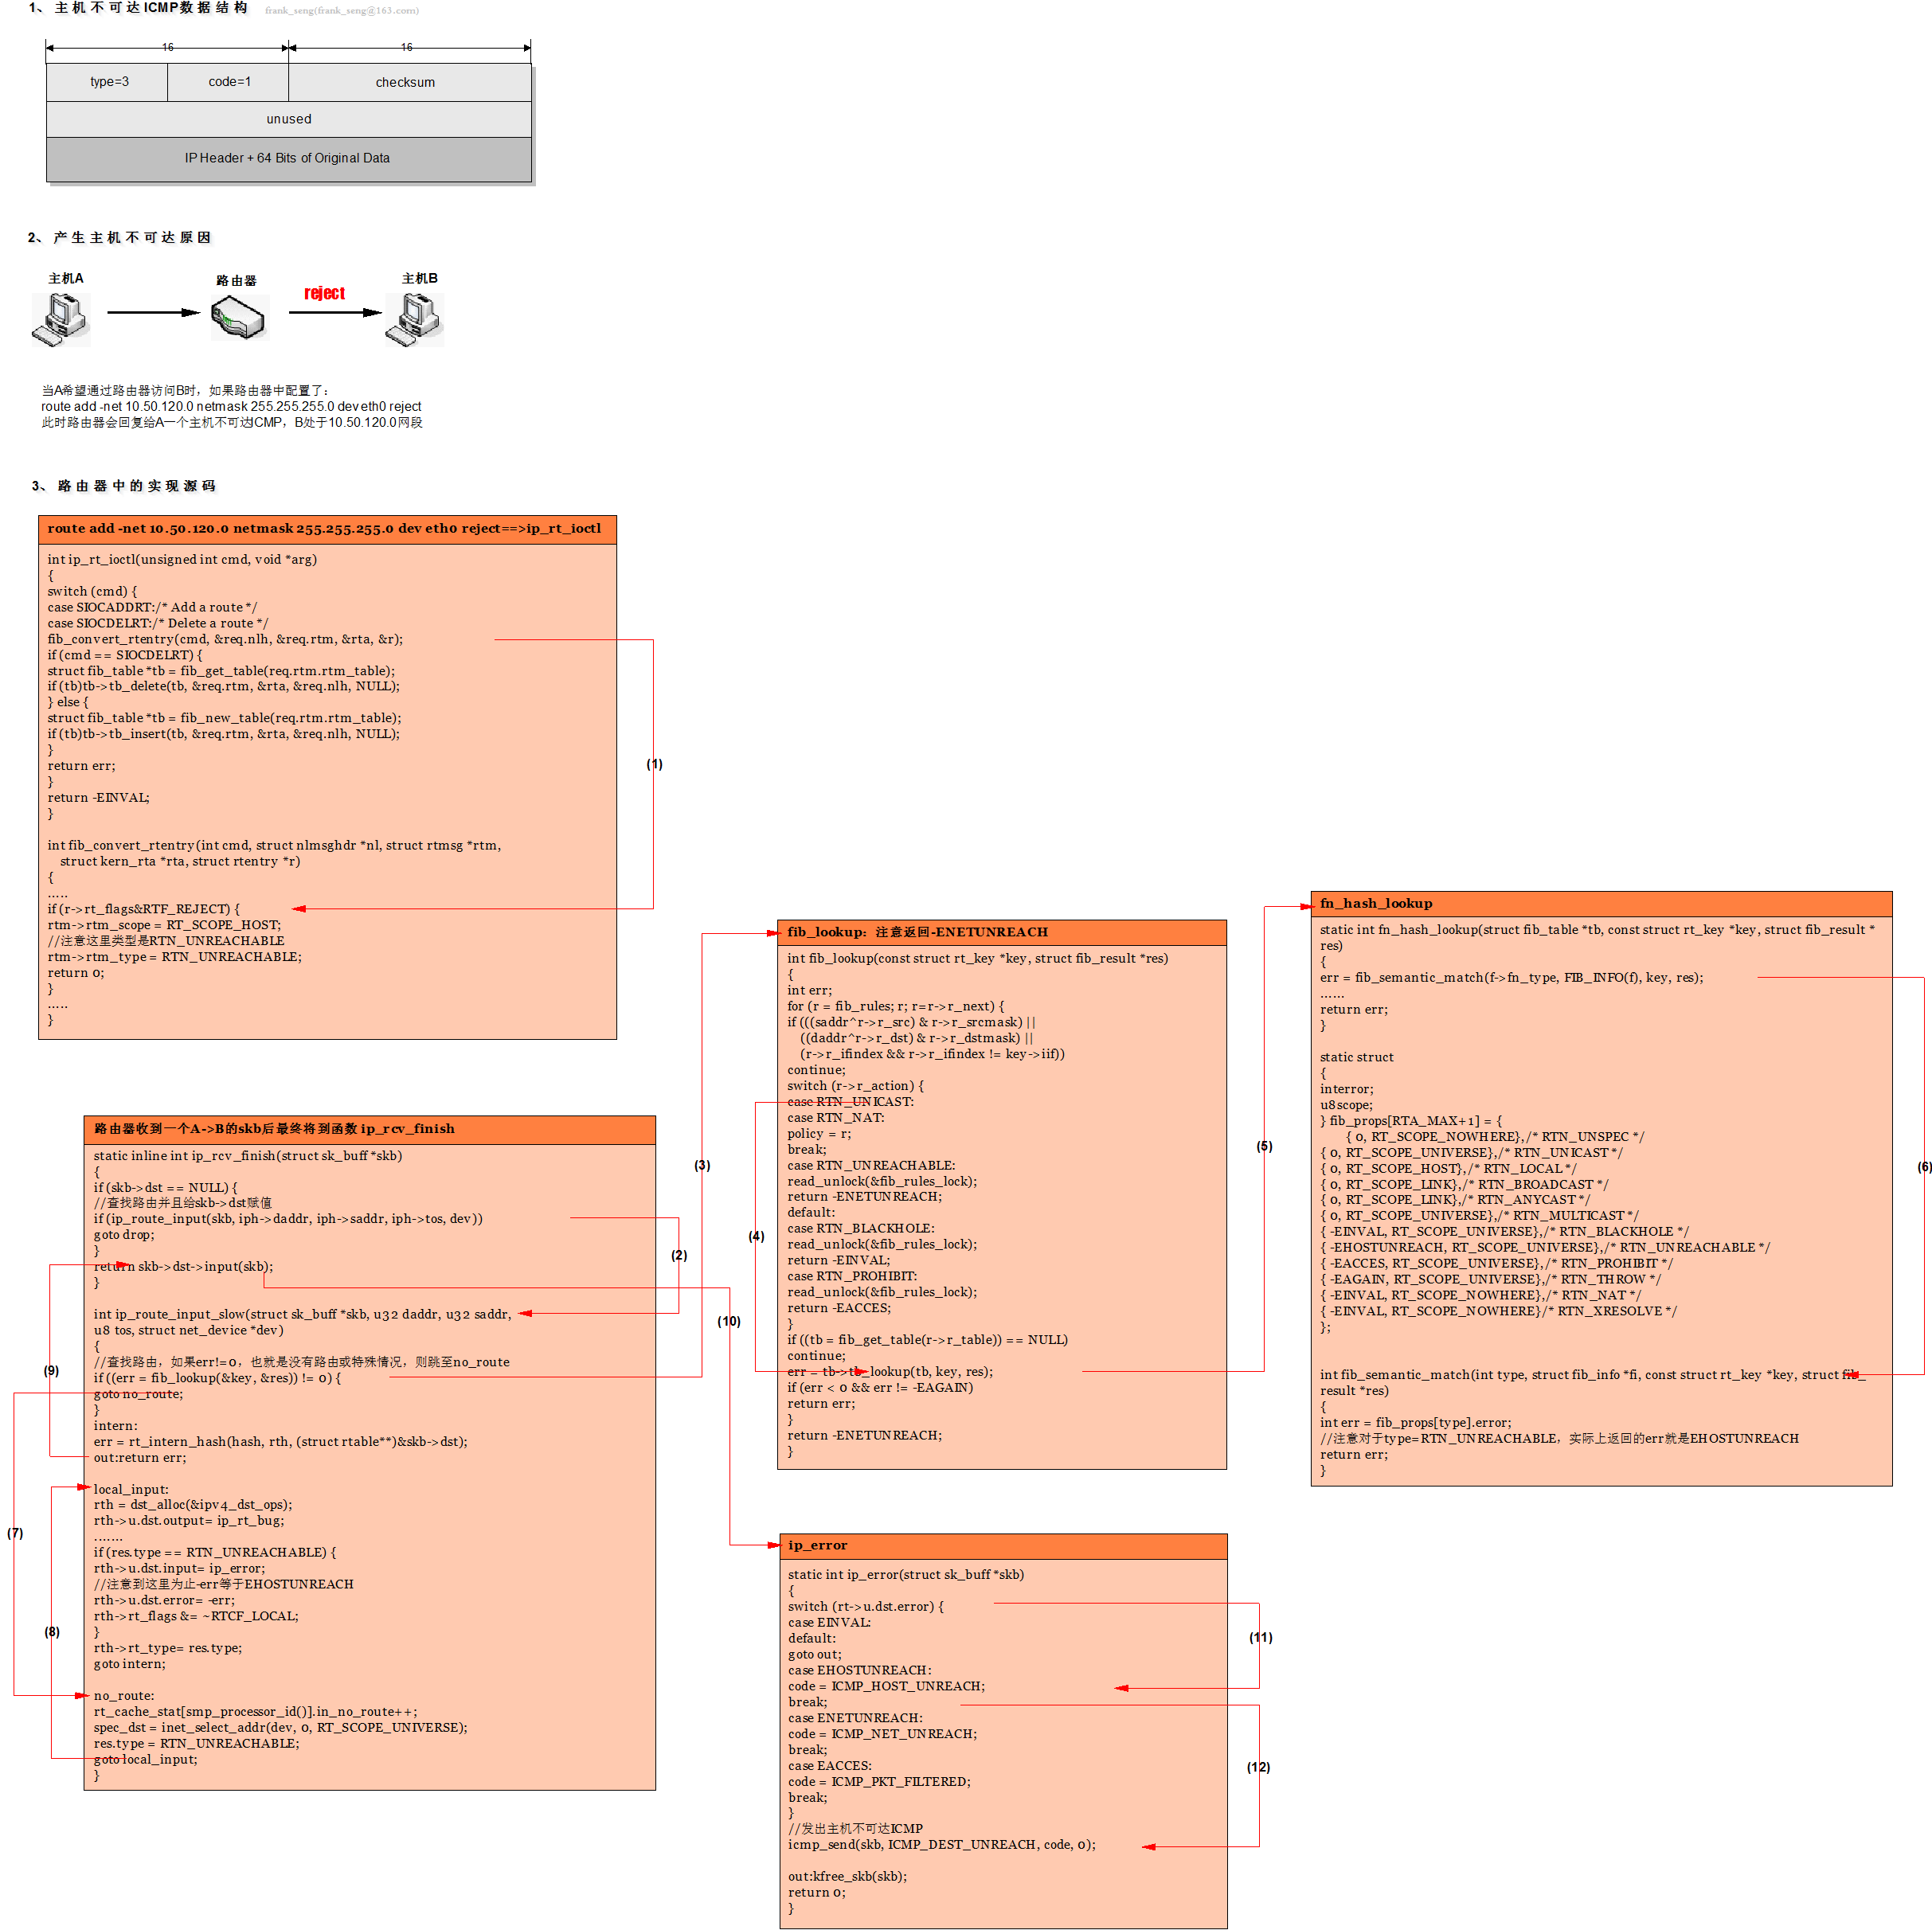 1、主机不可达ICMP数据结构
frank_seng(frank_seng@163.com)
16
16
type=3
code=1
checksum
unused
IP Header + 64 Bits of Original Data
2、产生主机不可达原因
主机A
路由器
reject
主机B
当A希望通过路由器访问B时，如果路由器中配置了：
route add -net 10.50.120.0 netmask 255.255.255.0 dev eth0 reject
此时路由器会回复给A一个主机不可达ICMP，B处于10.50.120.0网段
3、路由器中的实现源码
route add -net 10.50.120.0 netmask 255.255.255.0 dev eth0 reject==>ip_rt_ioctl
int ip_rt_ioctl(unsigned int cmd, void *arg)
{
switch (cmd) {
case SIOCADDRT:/* Add a route */
case SIOCDELRT:/* Delete a route */
fib_convert_rtentry(cmd, &req.nlh, &req.rtm, &rta, &r);
if (cmd == SIOCDELRT) {
struct fib_table *tb = fib_get_table(req.rtm.rtm_table);
if (tb)tb->tb_delete(tb, &req.rtm, &rta, &req.nlh, NULL);
} else {
struct fib_table *tb = fib_new_table(req.rtm.rtm_table);
if (tb)tb->tb_insert(tb, &req.rtm, &rta, &req.nlh, NULL);
}
return err;
}
return -EINVAL;
}
int fib_convert_rtentry(int cmd, struct nlmsghdr *nl, struct rtmsg *rtm,
struct kern_rta *rta, struct rtentry *r)
{
.....
if (r->rt_flags&RTF_REJECT) {
rtm->rtm_scope = RT_SCOPE_HOST;
//注意这里类型是RTN_UNREACHABLE
rtm->rtm_type = RTN_UNREACHABLE;
return 0;
}
.....
}
(1)
路由器收到一个A->B的skb后最终将到函数 ip_rcv_finish
static inline int ip_rcv_finish(struct sk_buff *skb)
{
if (skb->dst == NULL) {
//查找路由并且给skb->dst赋值
if (ip_route_input(skb, iph->daddr, iph->saddr, iph->tos, dev))
goto drop;
}
return skb->dst->input(skb);
}
int ip_route_input_slow(struct sk_buff *skb, u32 daddr, u32 saddr,
u8 tos, struct net_device *dev)
{
//查找路由，如果err!=0，也就是没有路由或特殊情况，则跳至no_route
if ((err = fib_lookup(&key, &res)) != 0) {
goto no_route;
}
intern:
err = rt_intern_hash(hash, rth, (struct rtable**)&skb->dst);
out:return err;
local_input:
rth = dst_alloc(&ipv4_dst_ops);
rth->u.dst.output= ip_rt_bug;
.......
if (res.type == RTN_UNREACHABLE) {
rth->u.dst.input= ip_error;
//注意到这里为止-err等于EHOSTUNREACH
rth->u.dst.error= -err;
rth->rt_flags &= ~RTCF_LOCAL;
}
rth->rt_type= res.type;
goto intern;
no_route:
rt_cache_stat[smp_processor_id()].in_no_route++;
spec_dst = inet_select_addr(dev, 0, RT_SCOPE_UNIVERSE);
res.type = RTN_UNREACHABLE;
goto local_input;
}
(2)
(9)
(7)
(8)
(3)
(10)
fib_lookup: 注意返回-ENETUNREACH
int fib_lookup(const struct rt_key *key, struct fib_result *res)
{
int err;
for (r = fib_rules; r; r=r->r_next) {
if (((saddr^r->r_src) & r->r_srcmask) ||
((daddr^r->r_dst) & r->r_dstmask) ||
(r->r_ifindex && r->r_ifindex != key->iif))
continue;
switch (r->r_action) {
case RTN_UNICAST:
case RTN_NAT:
policy = r;
break;
case RTN_UNREACHABLE:
read_unlock(&fib_rules_lock);
return -ENETUNREACH;
default:
case RTN_BLACKHOLE:
read_unlock(&fib_rules_lock);
return -EINVAL;
case RTN_PROHIBIT:
read_unlock(&fib_rules_lock);
return -EACCES;
}
if ((tb = fib_get_table(r->r_table)) == NULL)
continue;
err = tb->tb_lookup(tb, key, res);
if (err < 0 && err != -EAGAIN)
return err;
}
return -ENETUNREACH;
}
(4)
(5)
fn_hash_lookup
static int fn_hash_lookup(struct fib_table *tb, const struct rt_key *key, struct fib_result *
res)
{
err = fib_semantic_match(f->fn_type, FIB_INFO(f), key, res);
......
return err;
}
static struct
{
interror;
u8scope;
} fib_props[RTA_MAX+1] = {
{ 0, RT_SCOPE_NOWHERE},/* RTN_UNSPEC */
{ 0, RT_SCOPE_UNIVERSE},/* RTN_UNICAST */
{ 0, RT_SCOPE_HOST},/* RTN_LOCAL */
{ 0, RT_SCOPE_LINK},/* RTN_BROADCAST */
{ 0, RT_SCOPE_LINK},/* RTN_ANYCAST */
{ 0, RT_SCOPE_UNIVERSE},/* RTN_MULTICAST */
{ -EINVAL, RT_SCOPE_UNIVERSE},/* RTN_BLACKHOLE */
{ -EHOSTUNREACH, RT_SCOPE_UNIVERSE},/* RTN_UNREACHABLE */
{ -EACCES, RT_SCOPE_UNIVERSE},/* RTN_PROHIBIT */
{ -EAGAIN, RT_SCOPE_UNIVERSE},/* RTN_THROW */
{ -EINVAL, RT_SCOPE_NOWHERE},/* RTN_NAT */
{ -EINVAL, RT_SCOPE_NOWHERE}/* RTN_XRESOLVE */
};
int fib_semantic_match(int type, struct fib_info *fi, const struct rt_key *key, struct fib_
result *res)
{
int err = fib_props[type].error;
//注意对于type=RTN_UNREACHABLE，实际上返回的err就是EHOSTUNREACH
return err;
}
(6)
ip_error
static int ip_error(struct sk_buff *skb)
{
switch (rt->u.dst.error) {
case EINVAL:
default:
goto out;
case EHOSTUNREACH:
code = ICMP_HOST_UNREACH;
break;
case ENETUNREACH:
code = ICMP_NET_UNREACH;
break;
case EACCES:
code = ICMP_PKT_FILTERED;
break;
}
//发出主机不可达ICMP
icmp_send(skb, ICMP_DEST_UNREACH, code, 0);
out:kfree_skb(skb);
return 0;
}
(11)
(12)